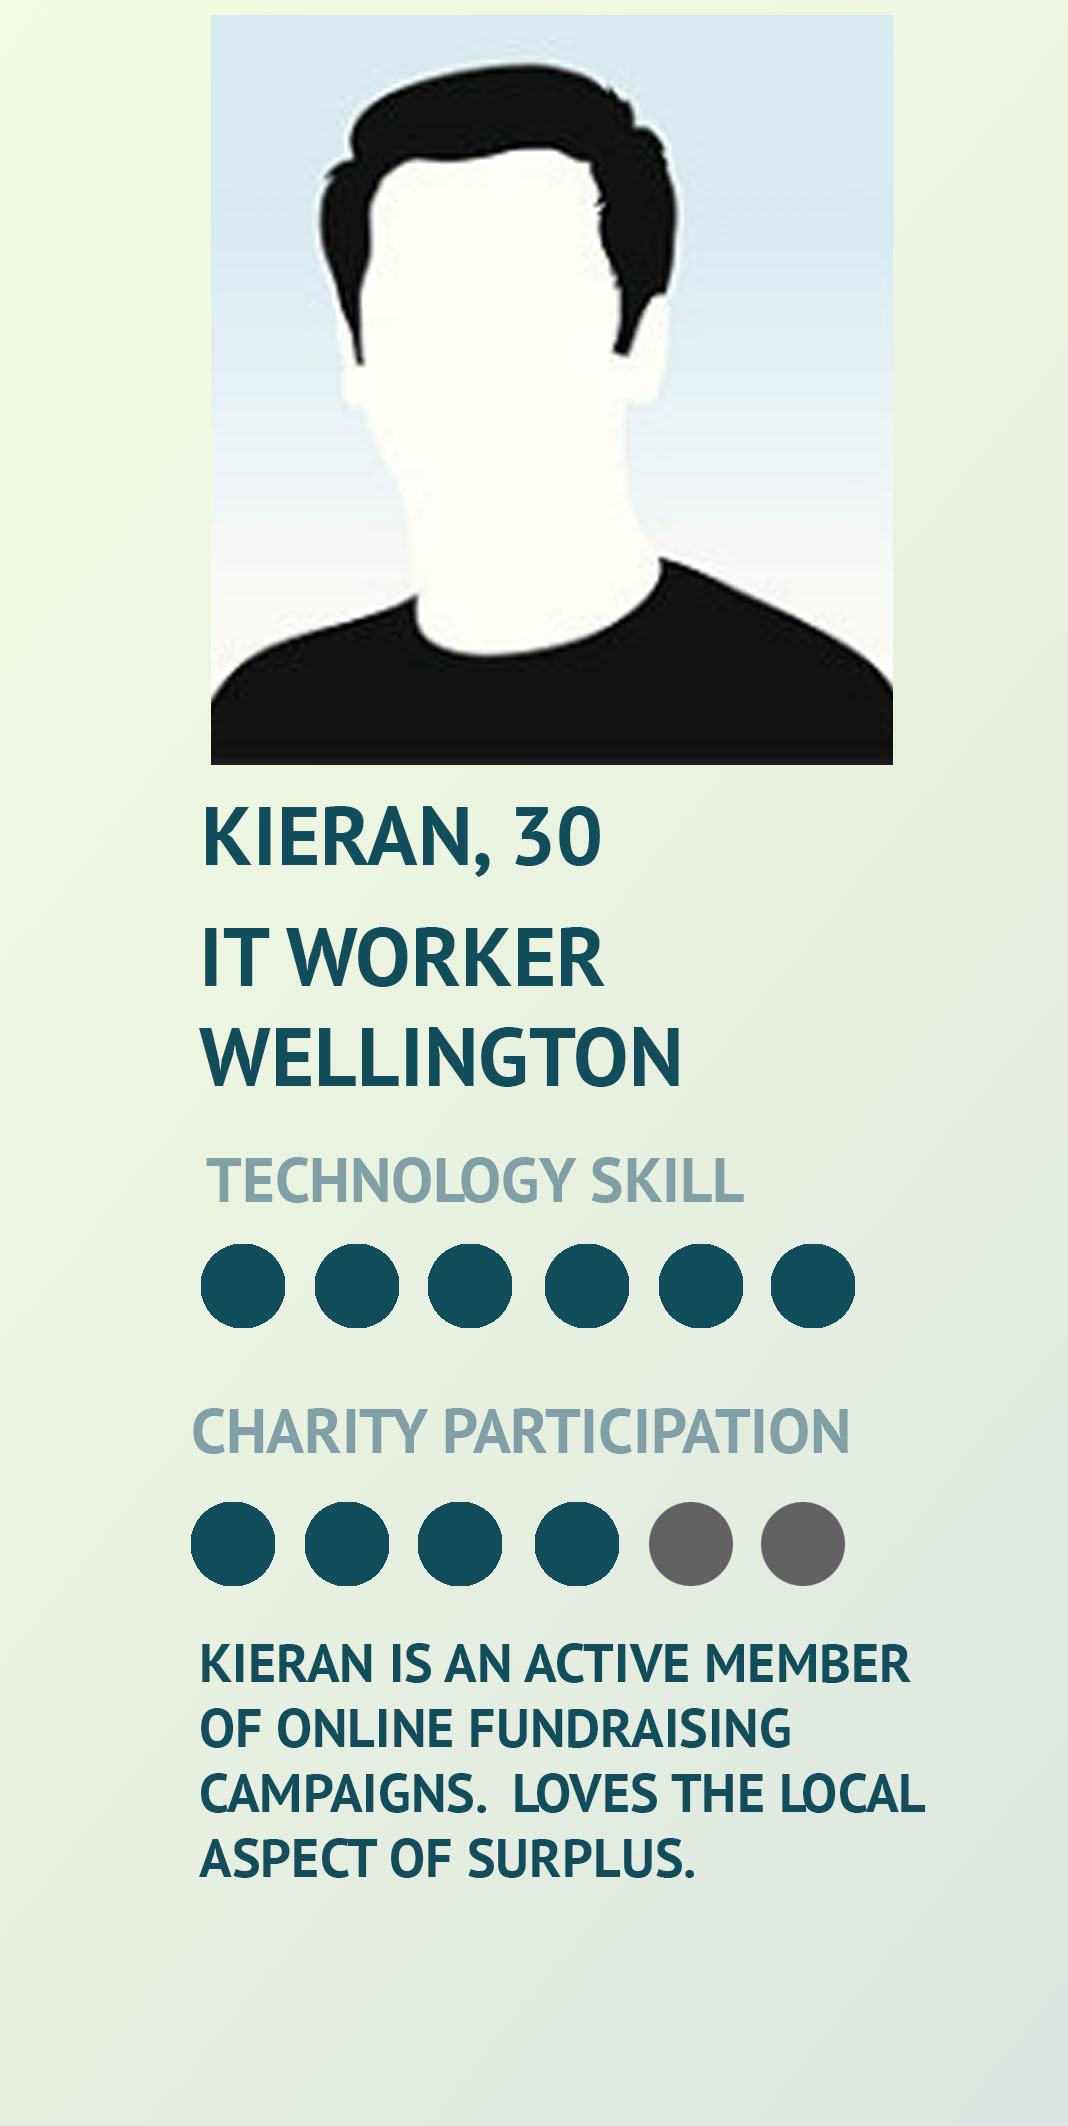 KIERAN, 30
IT WORKER
WELLINGTON
TECHNOLOGY SKILL
CHARITY PARTICIPATION
KIERAN IS AN ACTIVE MEMBER
OF ONLINE FUNDRAISING
CAMPAIGNS.  LOVES THE LOCAL
ASPECT OF SURPLUS.